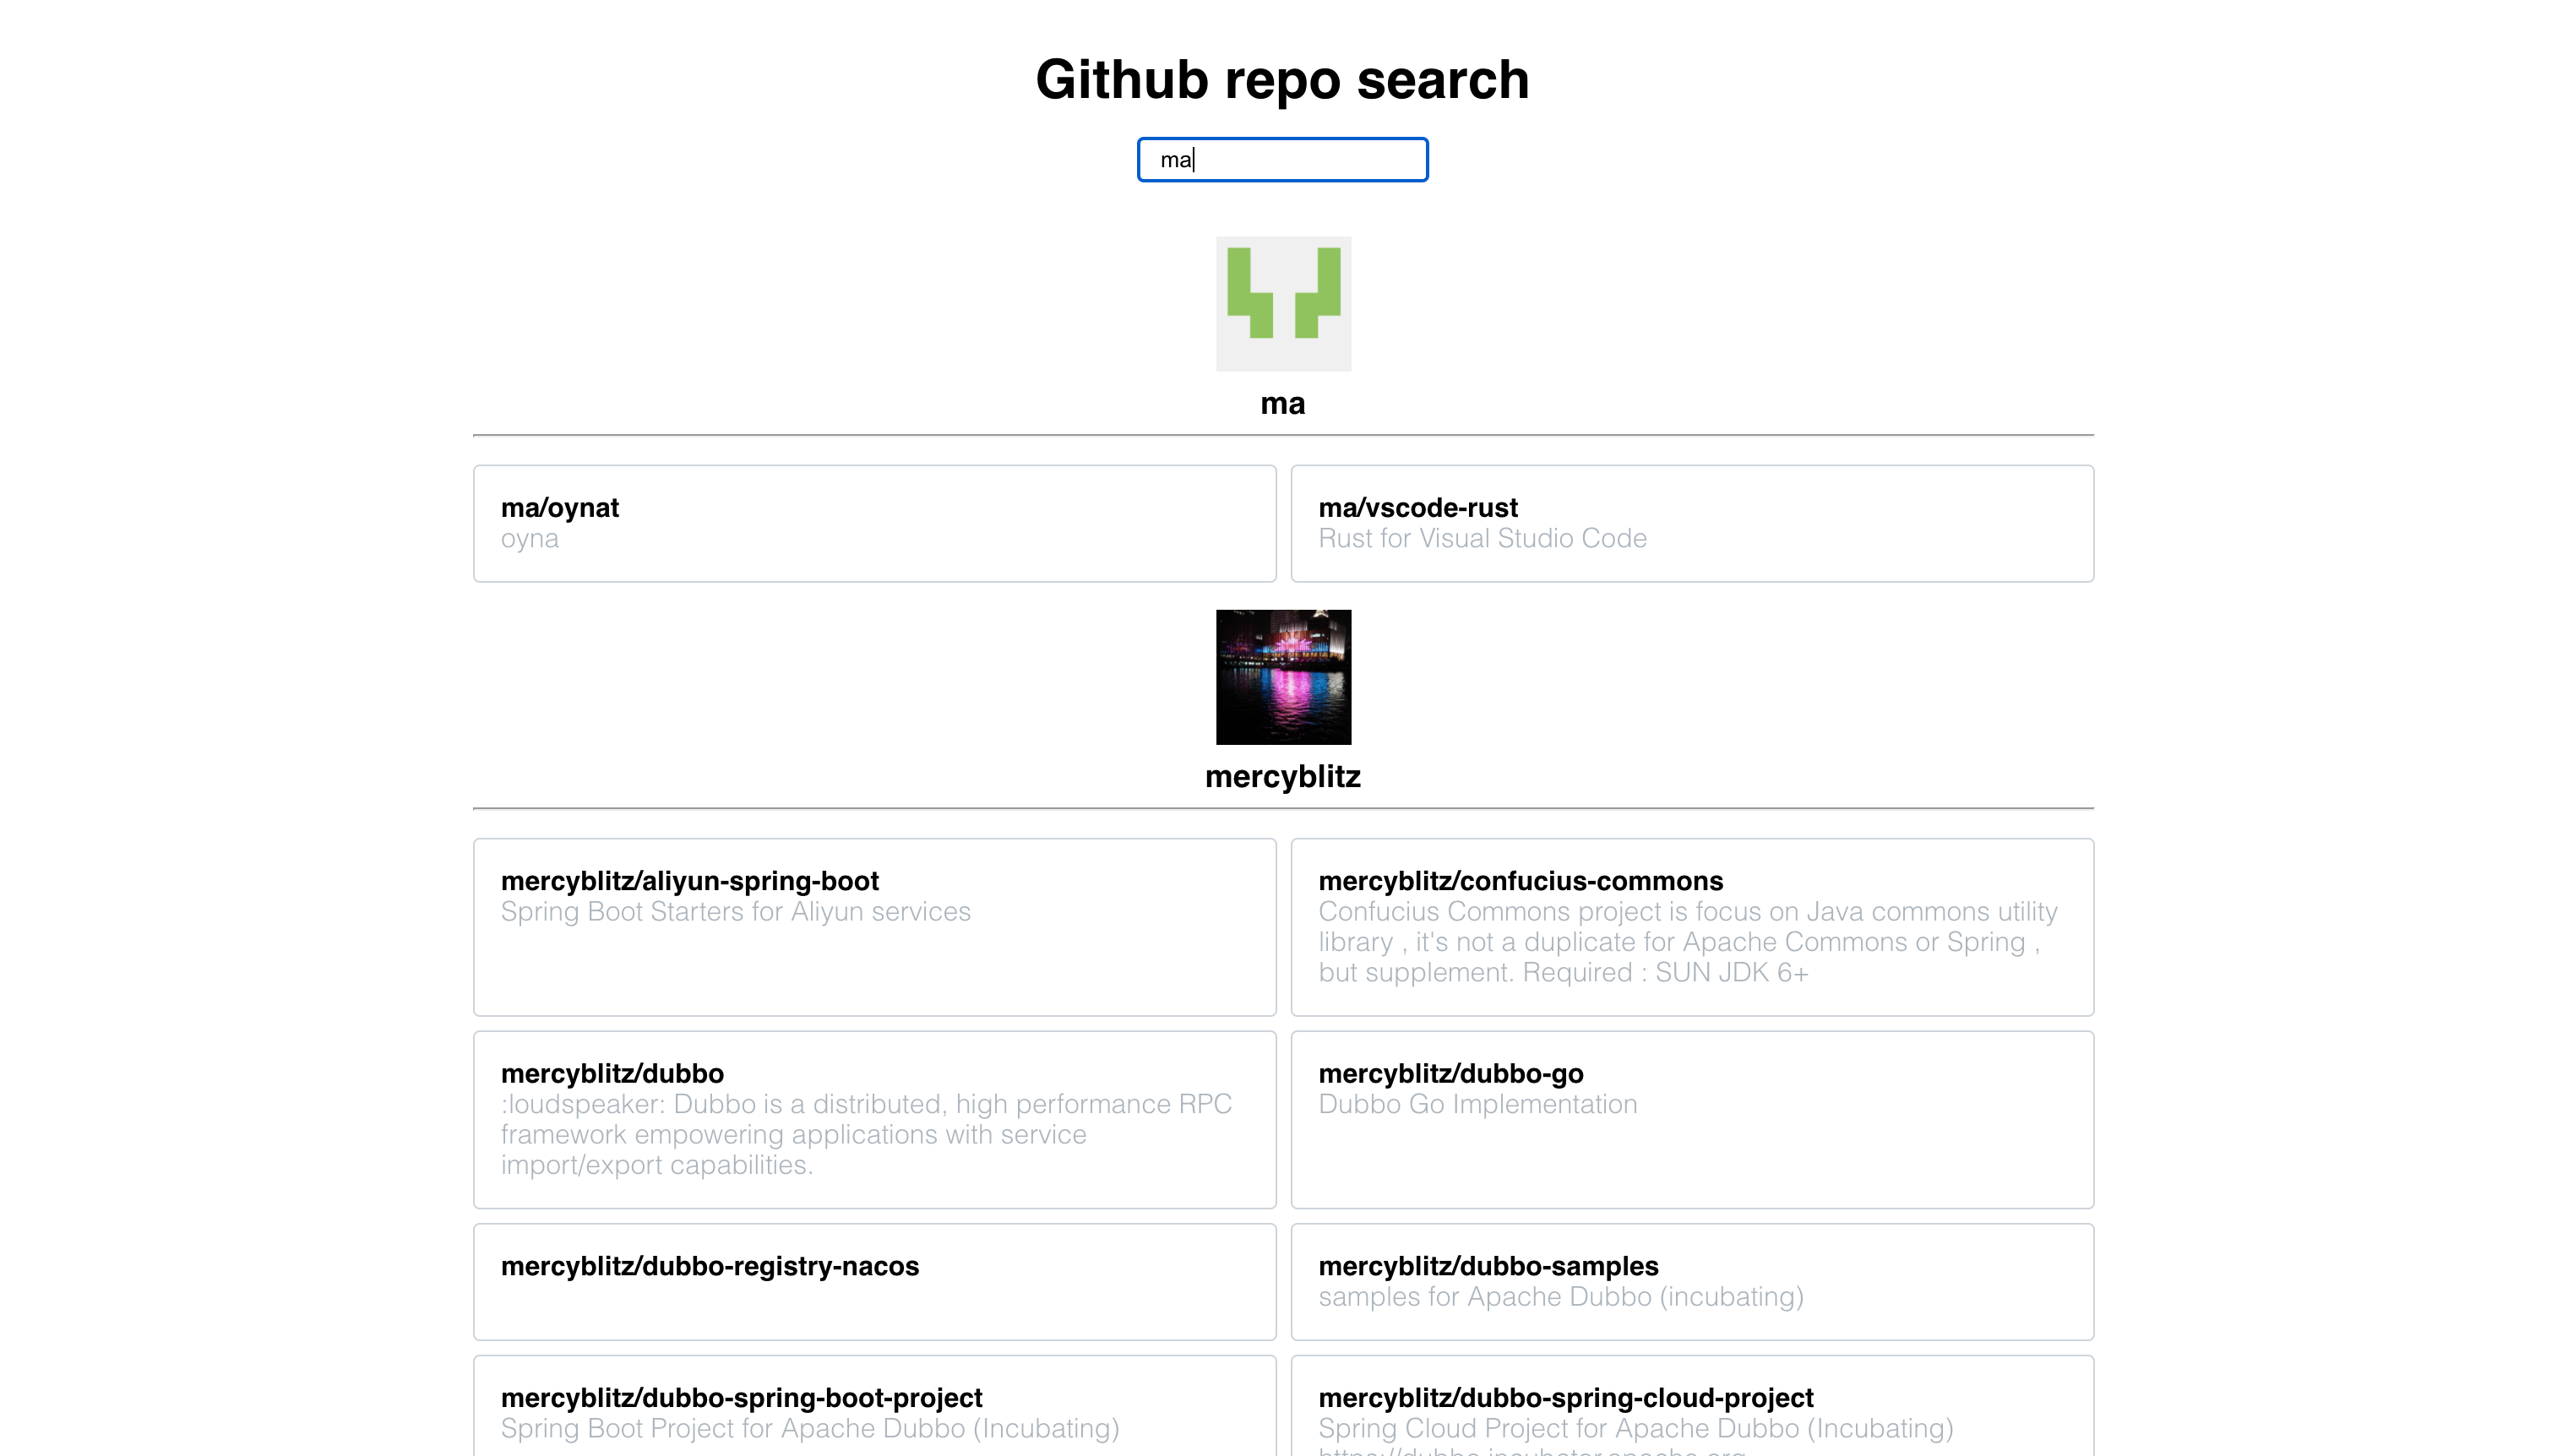 Github repo search
ma
ma
ma/oynat
oyna
ma/vscode-rust
Rust for Visual Studio Code
mercyblitz
mercyblitz/aliyun-spring-boot
Spring Boot Starters for Aliyun services
mercyblitz/confucius-commons
Confucius Commons project is focus on Java commons utility
library , it's not a duplicate for Apache Commons or Spring ,
but supplement. Required : SUN JDK 6+
mercyblitz/dubbo
:loudspeaker: Dubbo is a distributed, high performance RPC
framework empowering applications with service
import/export capabilities.
mercyblitz/dubbo-go
Dubbo Go Implementation
mercyblitz/dubbo-registry-nacos
mercyblitz/dubbo-samples
samples for Apache Dubbo (incubating)
mercyblitz/dubbo-spring-boot-project
Spring Boot Project for Apache Dubbo (Incubating)
mercyblitz/dubbo-spring-cloud-project
Spring Cloud Project for Apache Dubbo (Incubating)
https://dubbo.incubator.apache.org